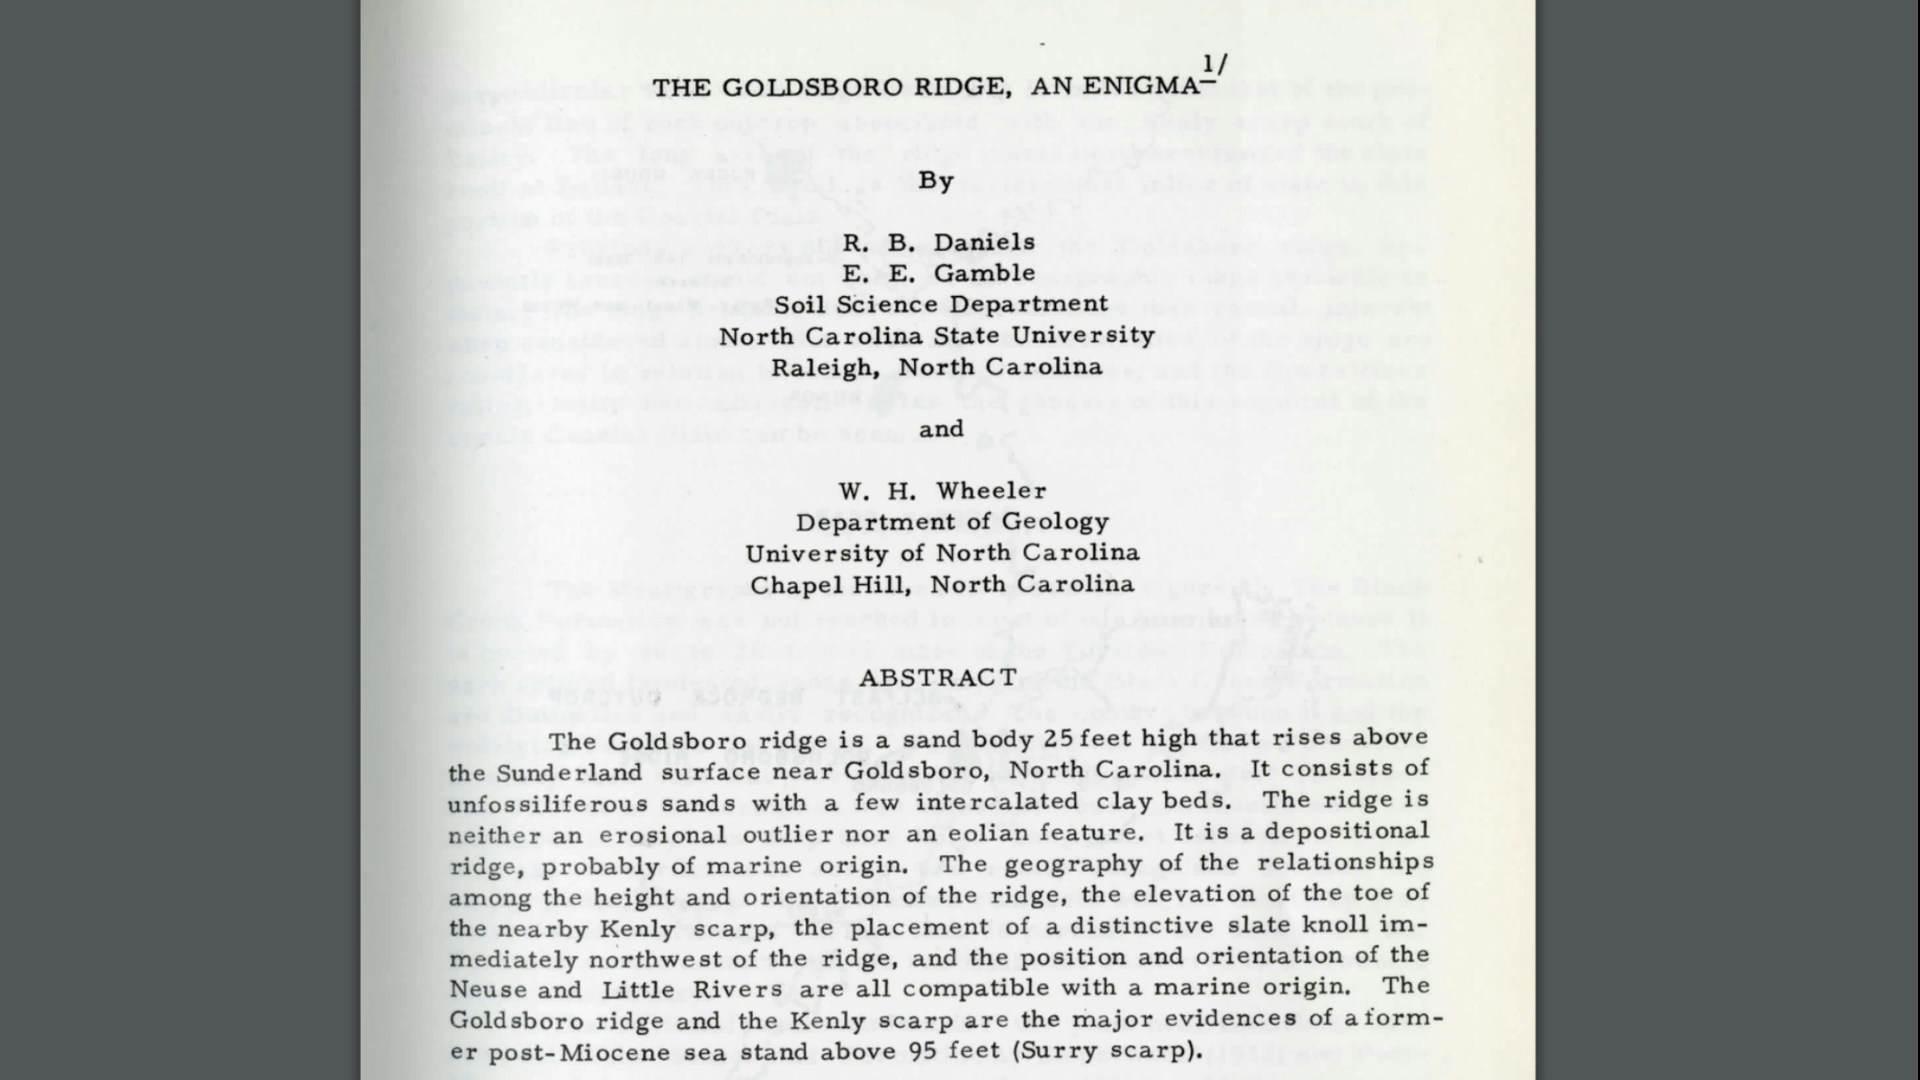 THE GOLDSBORO RIDGE, AN ENIGMA 1/
By
R. B. Daniels
E. E. Gamble
Soil Science Department
North Carolina State University
Raleigh, North Carolina
and
W. H. Wheeler
Department of Geology
University of North Carolina
Chapel Hill, North Carolina
ABSTRACT
The Goldsboro ridge is a sand body 25 feet high that rises above
the Sunderland surface near Goldsboro, North Carolina. It consists of
unfossiliferous sands with a few intercalated clay beds. The ridge is
neither an erosional outlier nor an eolian feature. It is a depositional
ridge, probably of marine origin. The geography of the relationships
among the height and orientation of the ridge, the elevation of the toe of
the nearby Kenly scarp, the placement of a distinctive slate knoll im-
mediately northwest of the ridge, and the position and orientation of the
Neuse and Little Rivers are all compatible with a marine origin. The
Goldsboro ridge and the Kenly scarp are the major evidences of a form-
er post-Miocene sea stand above 95 feet (Surry scarp).